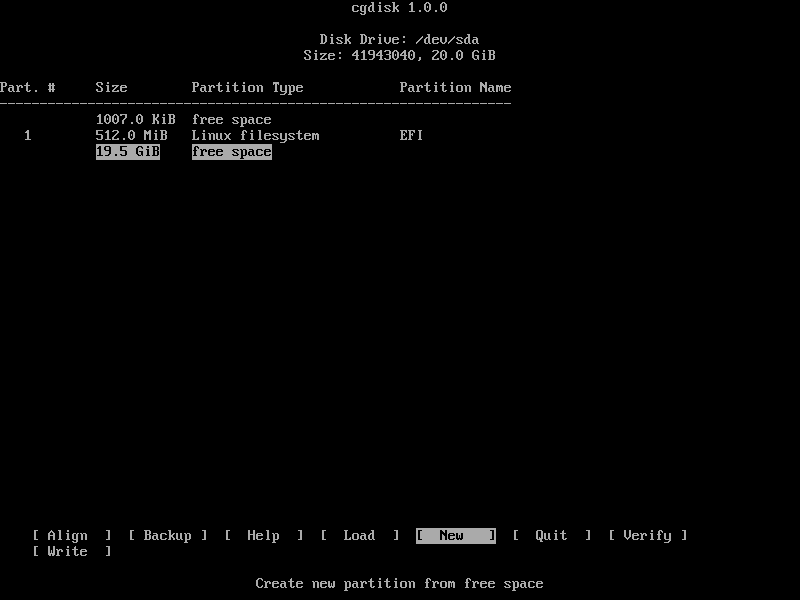 cgdisk 1.0.0
Disk Drive: /dev/sda
Size: 41943040, 20.0 GiB
Part. # Size Partition Type Partition Name
----------------------------------------------------------------
1007.0 KiB free space
1 512.0 MiB Linux filesystem EFI
19.5 GiB free space
[ Align ] [ Backup ] [ Help ] [ Load ] [ New ] [ Quit ] [ Verify ]
[ Write ]
Create new partition from free space